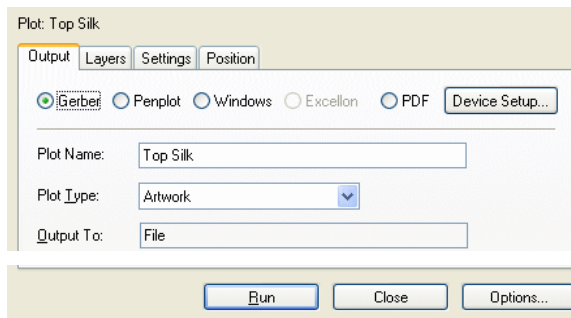 Plot: Top Silk
Output Layers Settings Position
Gerber Penplot Windows Excellon PDF Device Setup...
Plot Name: Top Silk
Plot Type: Artwork
Output To: File
Run Close Options...